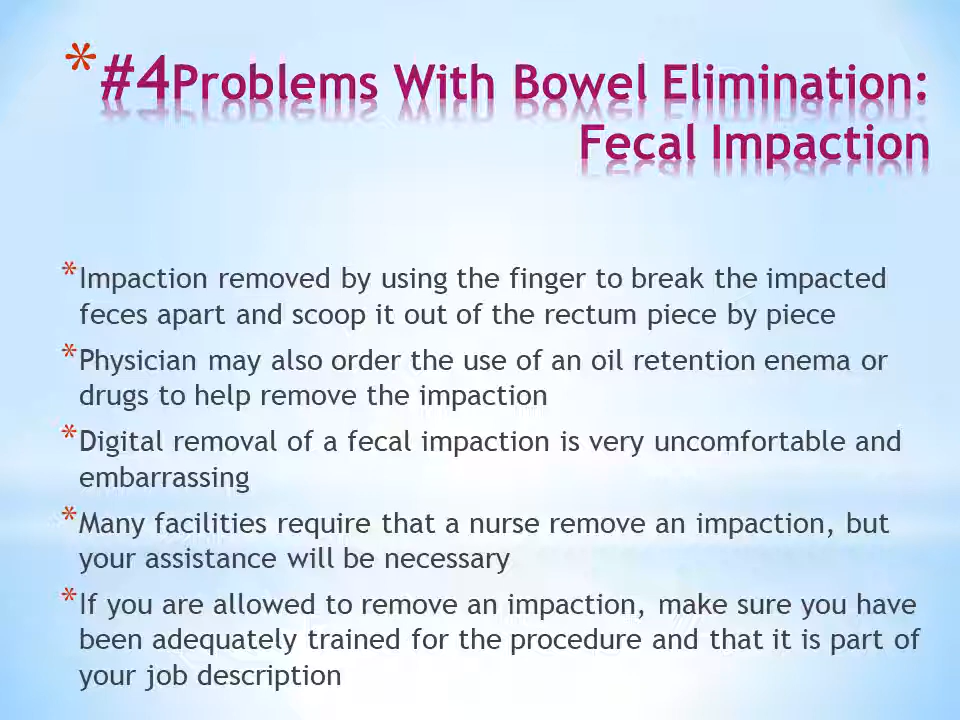 *#4Problems With Bowel Elimination:
Fecal Impaction
*Impaction removed by using the finger to break the impacted
feces apart and scoop it out of the rectum piece by piece
*Physician may also order the use of an oil retention enema or
drugs to help remove the impaction
*Digital removal of a fecal impaction is very uncomfortable and
embarrassing
*Many facilities require that a nurse remove an impaction, but
your assistance will be necessary
*If you are allowed to remove an impaction, make sure you have
been adequately trained for the procedure and that it is part of
your job description